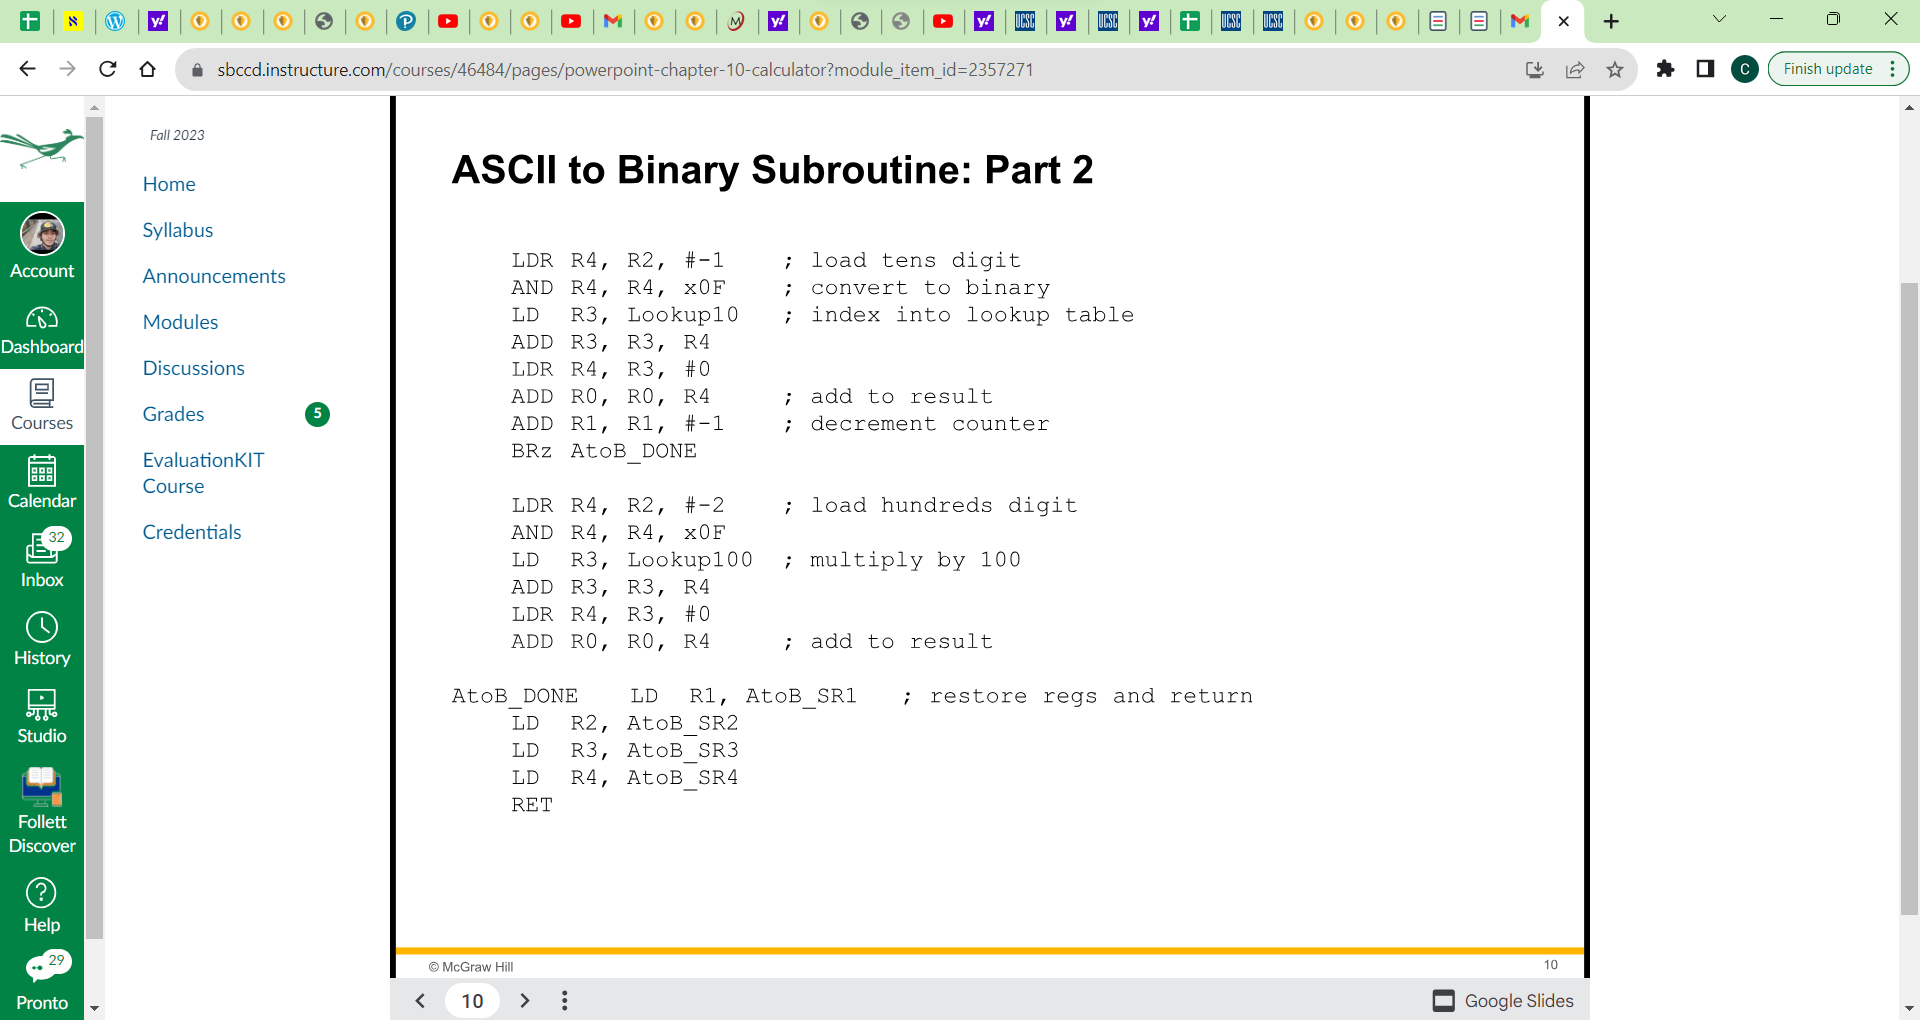 sbccd.instructure.com/courses/46484/pages/powerpoint-chapter-10-calculator?module_item_id=2357271
C
Finish update
Account
Dashboard
Courses
Calendar
32
Inbox
History
Studio
Follett
Discover
Help
29
Pronto
Fall 2023
Home
Syllabus
Announcements
Modules
Discussions
Grades 5
EvaluationKIT
Course
Credentials
ASCII to Binary Subroutine: Part 2
LDR R4, R2, #-1 ; load tens digit
AND R4, R4, x0F ; convert to binary
LD R3, Lookup10 ; index into lookup table
ADD R3, R3, R4
LDR R4, R3, #0
ADD R0, R0, R4 ; add to result
ADD R1, R1, #-1 ; decrement counter
BRz AtoB_DONE
LDR R4, R2, #-2 ; load hundreds digit
AND R4, R4, x0F
LD R3, Lookup100 ; multiply by 100
ADD R3, R3, R4
LDR R4, R3, #0
ADD R0, R0, R4 ; add to result
AtoB_DONE LD R1, AtoB_SR1 ; restore regs and return
LD R2, AtoB_SR2
LD R3, AtoB_SR3
LD R4, AtoB_SR4
RET
© McGraw Hill
10
10
Google Slides